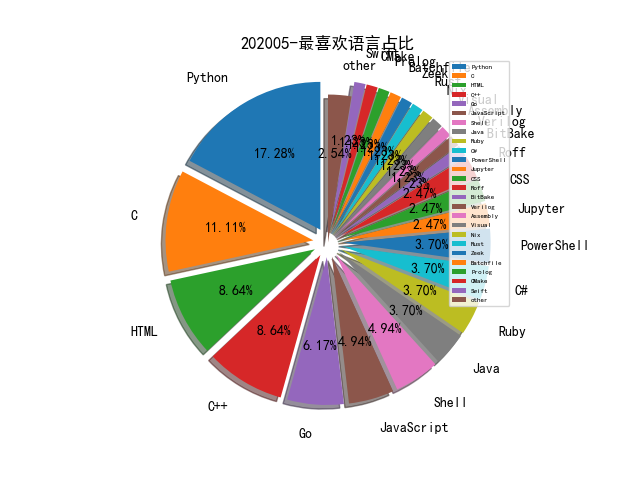 202005-最喜欢语言占比
Python
C
HTML
C++
Go
JavaScript
Shell
Java
Ruby
C#
PowerShell
Jupyter
CSS
Roff
BitBake
Prolog
other
17.28%
11.11%
8.64%
8.64%
6.17%
4.94%
4.94%
3.70%
3.70%
3.70%
3.70%
2.47%
2.47%
2.47%
2.54%
Python
C
HTML
C++
Go
JavaScript
Shell
Java
Ruby
C#
PowerShell
Jupyter
CSS
Roff
BitBake
Verilog
Assembly
Visual
Nix
Rust
Zeek
Batchfile
Prolog
CMake
Swift
other